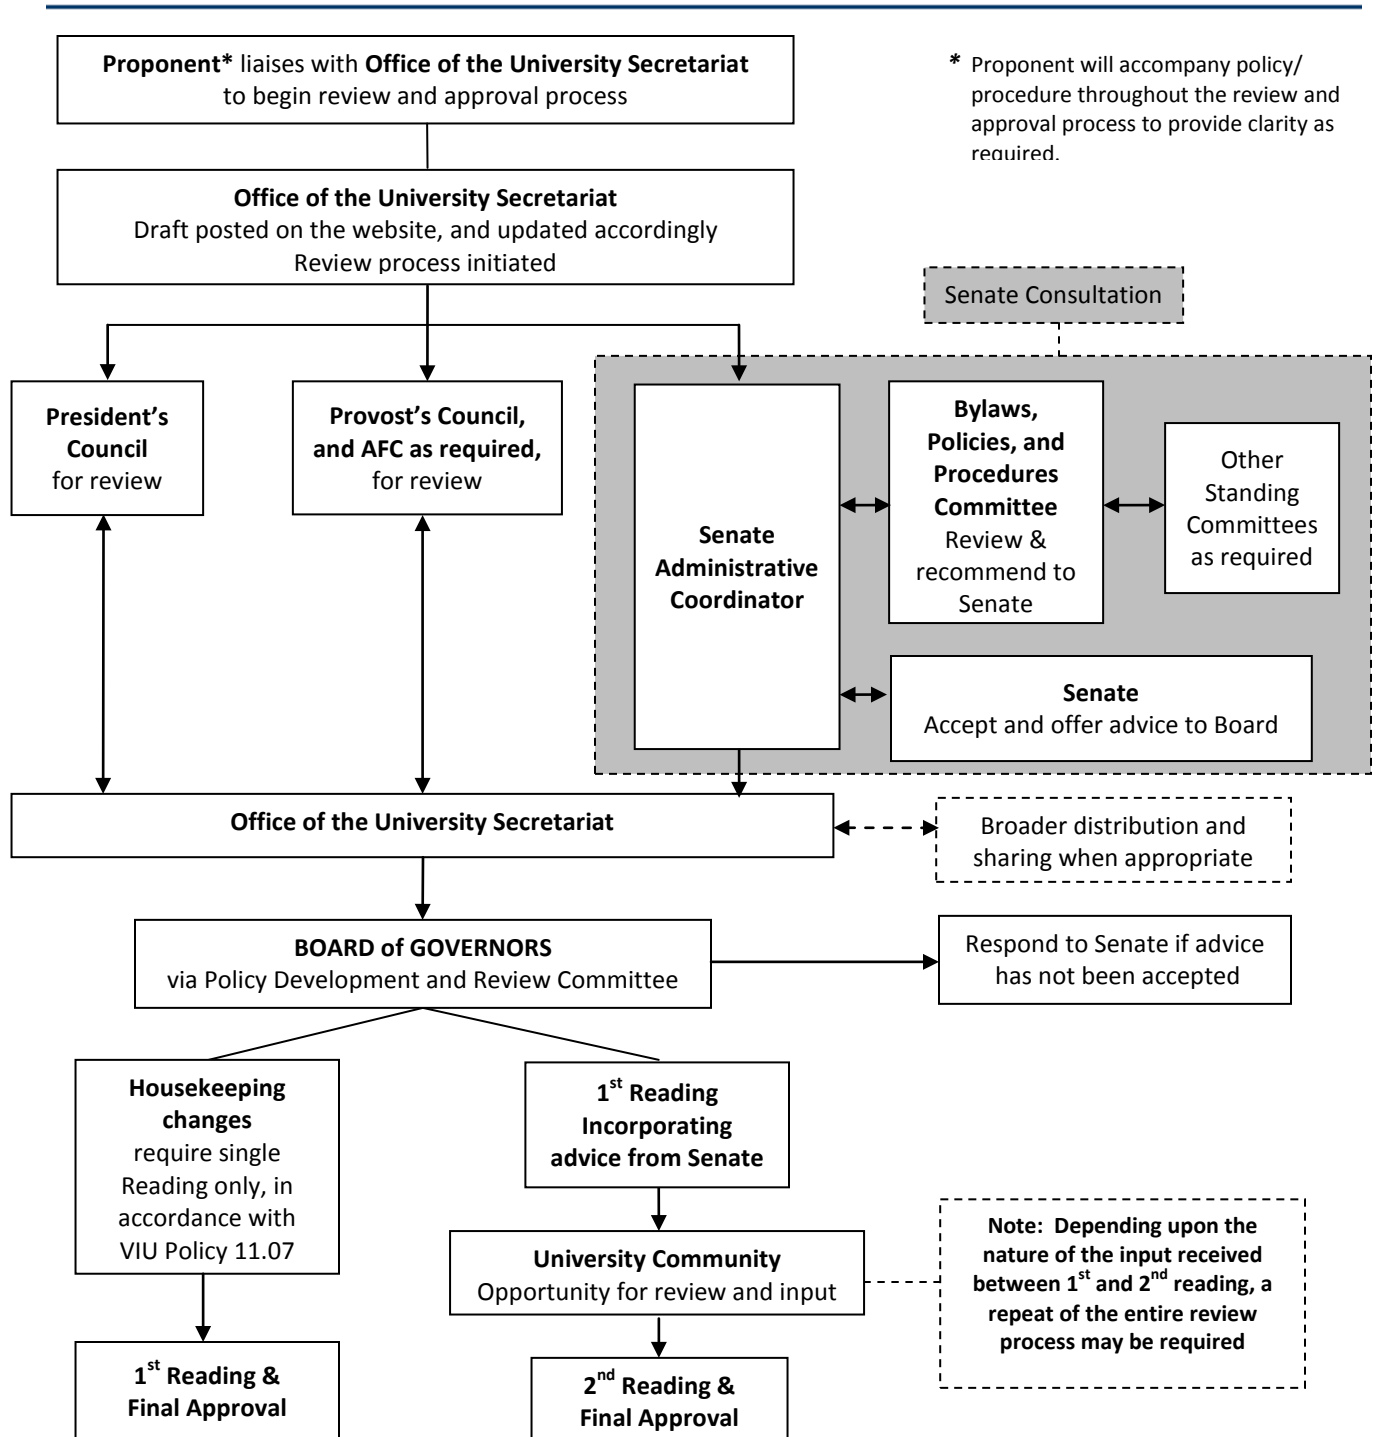 Proponent* liaises with Office of the University Secretariat
to begin review and approval process
* Proponent will accompany policy/
procedure throughout the review and
approval process to provide clarity as
required.
Office of the University Secretariat
Draft posted on the website, and updated accordingly
Review process initiated
Senate Consultation
President’s
Council
for review
Provost’s Council,
and AFC as required,
for review
Senate
Administrative
Coordinator
Bylaws,
Policies, and
Procedures
Committee
Review &
recommend to
Senate
Other
Standing
Committees
as required
Senate
Accept and offer advice to Board
Office of the University Secretariat
Broader distribution and
sharing when appropriate
BOARD of GOVERNORS
via Policy Development and Review Committee
Respond to Senate if advice
has not been accepted
Housekeeping
changes
require single
Reading only, in
accordance with
VIU Policy 11.07
1st Reading
Incorporating
advice from Senate
University Community
Opportunity for review and input
Note: Depending upon the
nature of the input received
between 1st and 2nd reading, a
repeat of the entire review
process may be required
1st Reading &
Final Approval
2nd Reading &
Final Approval